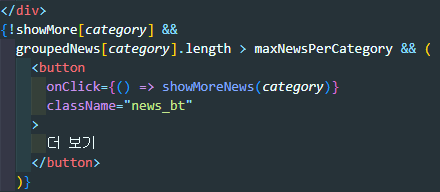 </div>
{!showMore[category] &&
groupedNews[category].length > maxNewsPerCategory && (
<button
onClick={() => showMoreNews(category)}
className="news_bt"
>
더 보기
</button>
)}